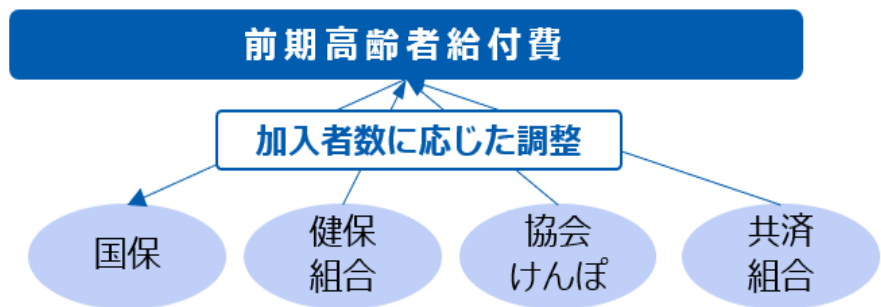 前期高齢者給付費
加入者数に応じた調整
国保
健保
組合
協会
けんぽ
共済
組合